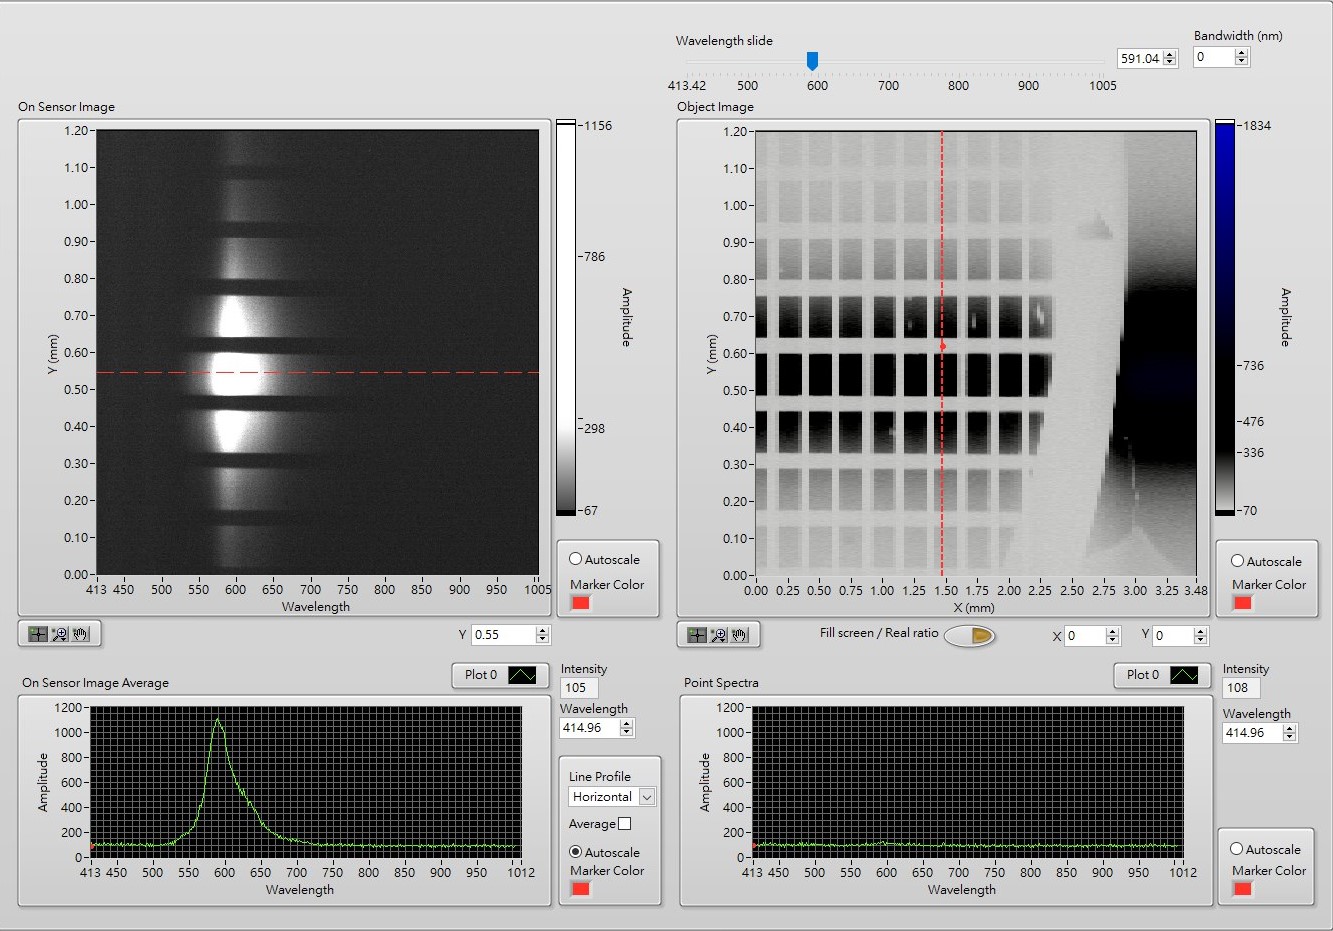 Wavelength slide
Bandwidth (nm)
591.04
0
413.42 500 600 700 800 900 1005
On Sensor Image
1.20
1.10
1.00
0.90
0.80
0.70
0.60
0.50
0.40
0.30
0.20
0.10
0.00
Y (mm)
413 450 500 550 600 650 700 750 800 850 900 950 1005
Wavelength
1156
786
298
67
Amplitude
Autoscale
Marker Color
Y 0.55
Object Image
1.20
1.10
1.00
0.90
0.80
0.70
0.60
0.50
0.40
0.30
0.20
0.10
0.00
Y (mm)
0.00 0.25 0.50 0.75 1.00 1.25 1.50 1.75 2.00 2.25 2.50 2.75 3.00 3.25 3.48
X (mm)
1834
736
476
336
70
Amplitude
Autoscale
Marker Color
Fill screen / Real ratio
X 0
Y 0
On Sensor Image Average
Plot 0
Intensity
105
Wavelength
414.96
1200
1000
800
600
400
200
0
Amplitude
413 450 500 550 600 650 700 750 800 850 900 950 1012
Wavelength
Line Profile
Horizontal
Average
Autoscale
Marker Color
Point Spectra
Plot 0
Intensity
108
Wavelength
414.96
1200
1000
800
600
400
200
0
Amplitude
413 450 500 550 600 650 700 750 800 850 900 950 1012
Wavelength
Autoscale
Marker Color